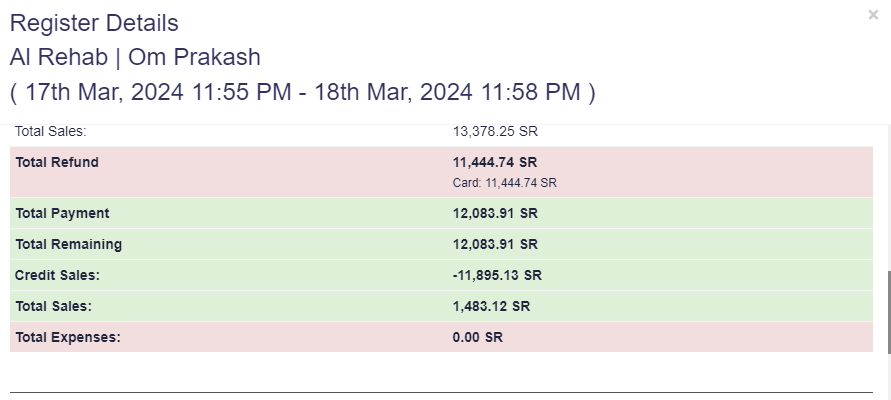 Register Details
×
Al Rehab | Om Prakash
( 17th Mar, 2024 11:55 PM - 18th Mar, 2024 11:58 PM )
Total Sales: 13,378.25 SR
Total Refund 11,444.74 SR
Card: 11,444.74 SR
Total Payment 12,083.91 SR
Total Remaining 12,083.91 SR
Credit Sales: -11,895.13 SR
Total Sales: 1,483.12 SR
Total Expenses: 0.00 SR